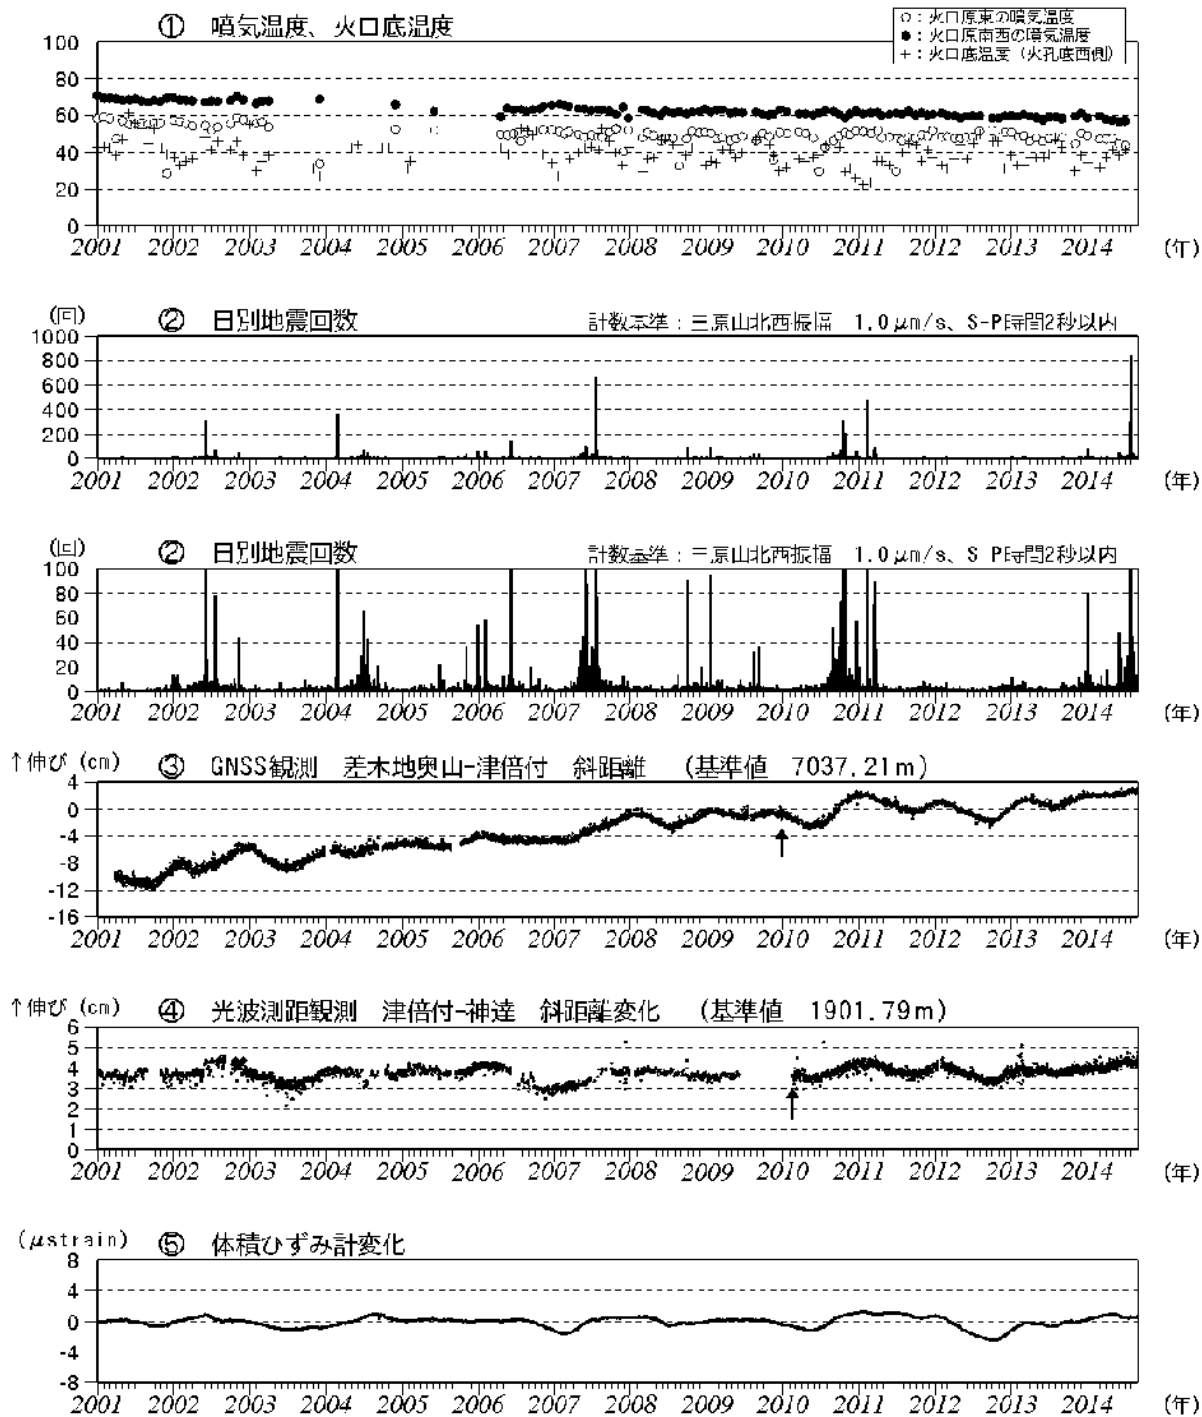 ① 噴気温度、火口底温度
○：火口原東の噴気温度
●：火口原南西の噴気温度
＋：火口底温度（火孔底西側）
100
80
60
40
20
0
2001 2002 2003 2004 2005 2006 2007 2008 2009 2010 2011 2012 2013 2014 (年)
(回) ② 日別地震回数 計数基準：三原山北西振幅 1.0μm/s、S-P時間2秒以内
1000
800
600
400
200
0
2001 2002 2003 2004 2005 2006 2007 2008 2009 2010 2011 2012 2013 2014 (年)
(回) ② 日別地震回数 計数基準：三原山北西振幅 1.0μm/s、S-P時間2秒以内
100
80
60
40
20
0
2001 2002 2003 2004 2005 2006 2007 2008 2009 2010 2011 2012 2013 2014 (年)
↑伸び(cm) ③ GNSS観測 差木地奥山-津倍付 斜距離 (基準値 7037.21m)
4
0
-4
-8
-12
-16
2001 2002 2003 2004 2005 2006 2007 2008 2009 2010 2011 2012 2013 2014 (年)
↑伸び(cm) ④ 光波測距観測 津倍付-神達 斜距離変化 (基準値 1901.79m)
6
5
4
3
2
1
0
2001 2002 2003 2004 2005 2006 2007 2008 2009 2010 2011 2012 2013 2014 (年)
(μstrain) ⑤ 体積ひずみ計変化
8
4
0
-4
-8
2001 2002 2003 2004 2005 2006 2007 2008 2009 2010 2011 2012 2013 2014 (年)